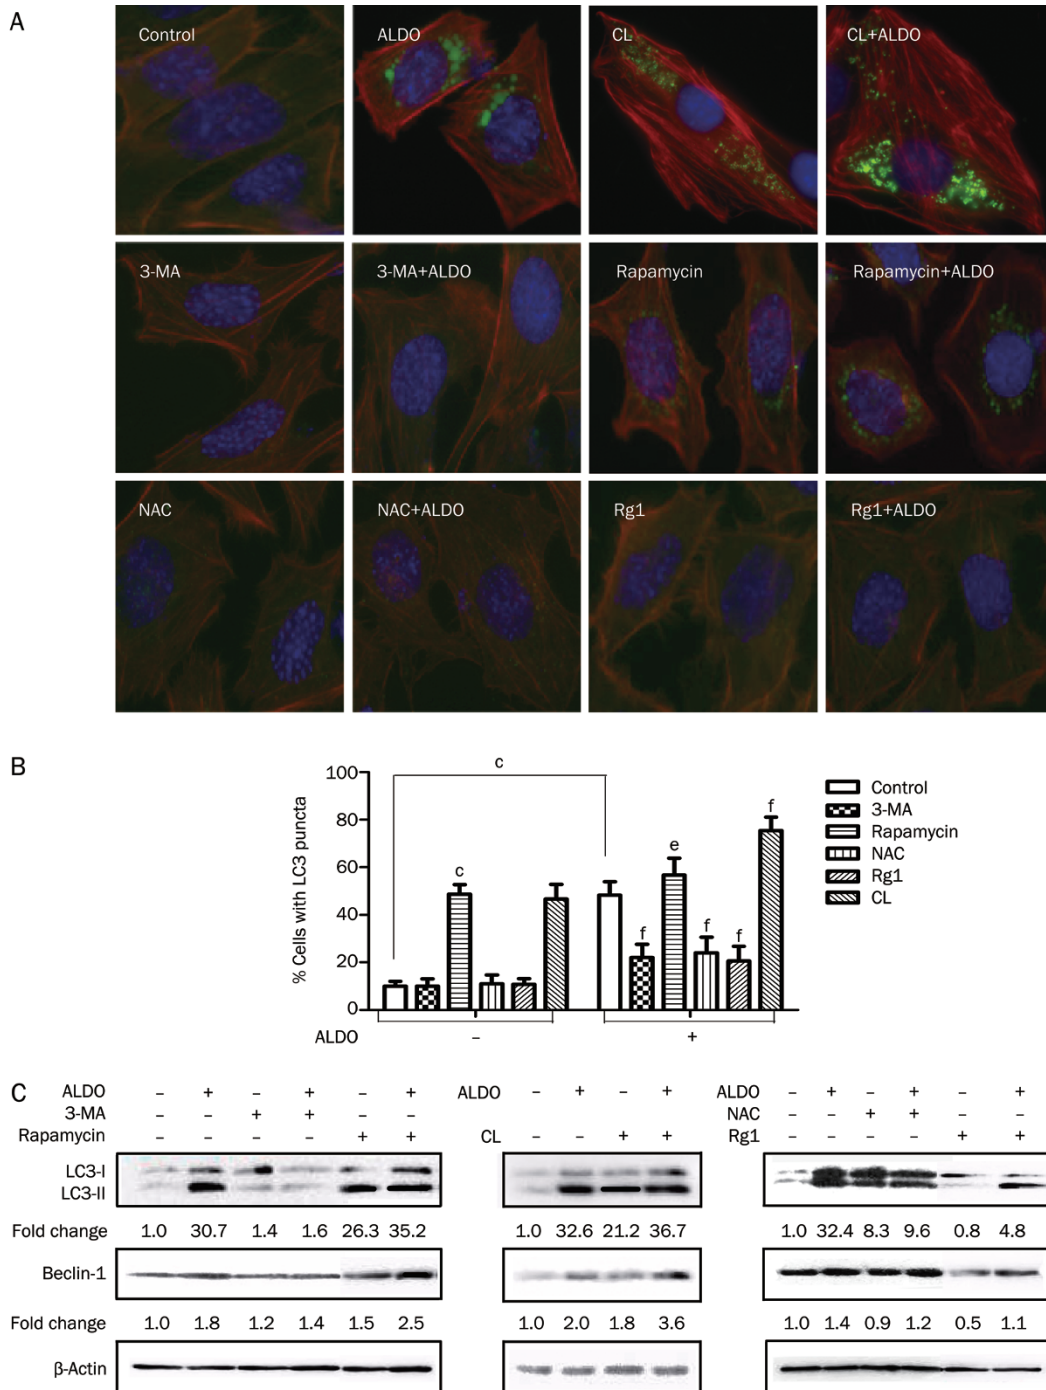 A
Control
ALDO
CL
CL+ALDO
3-MA
3-MA+ALDO
Rapamycin
Rapamycin+ALDO
NAC
NAC+ALDO
Rg1
Rg1+ALDO
B
% Cells with LC3 puncta
100
80
60
40
20
0
c
c
e
f
f
f
f
ALDO – +
Control
3-MA
Rapamycin
NAC
Rg1
CL
C
ALDO – + – + – +
3-MA – – + + – –
Rapamycin – – – – + +
LC3-I
LC3-II
Fold change 1.0 30.7 1.4 1.6 26.3 35.2
Beclin-1
Fold change 1.0 1.8 1.2 1.4 1.5 2.5
β-Actin
ALDO – + – +
CL – – + +
1.0 32.6 21.2 36.7
1.0 2.0 1.8 3.6
ALDO – + – + – +
NAC – – + + – –
Rg1 – – – – + +
1.0 32.4 8.3 9.6 0.8 4.8
1.0 1.4 0.9 1.2 0.5 1.1